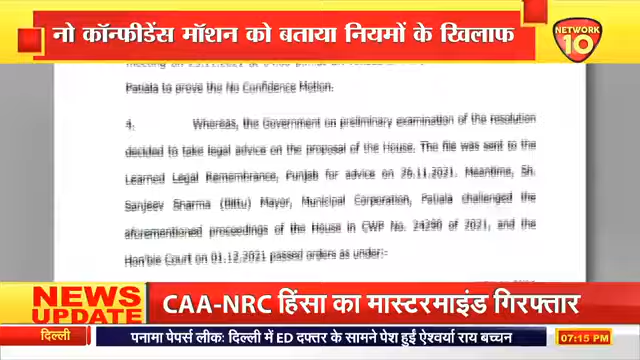 नो कॉन्फीडेंस मॉशन को बताया नियमों के खिलाफ
NETWORK
10
Patiala to prove the No Confidence Motion.
4. Whereas, the Government on preliminary examination of the resolution
decided to take legal advice on the proposal of the House. The file was sent to the
Learned Legal Remembrance, Punjab for advice on 26.11.2021. Meantime, Sh.
Sanjeev Sharma (Bittu) Mayor, Municipal Corporation, Patiala challenged the
aforementioned proceedings of the House in CWP No. 24290 of 2021, and the
Hon'ble Court on 01.12.2021 passed orders as under:-
NEWS
UPDATE
CAA-NRC हिंसा का मास्टरमाइंड गिरफ्तार
दिल्ली
पनामा पेपर्स लीक: दिल्ली में ED दफ्तर के सामने पेश हुईं ऐश्वर्या राय बच्चन
07:15 PM